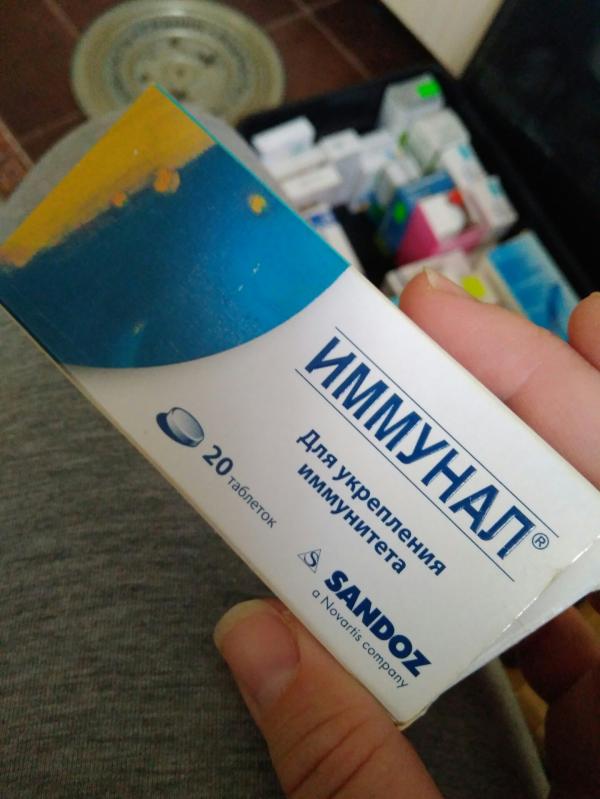 ИММУНАЛ®
Для укрепления
иммунитета
20 таблеток
S SANDOZ
a Novartis company